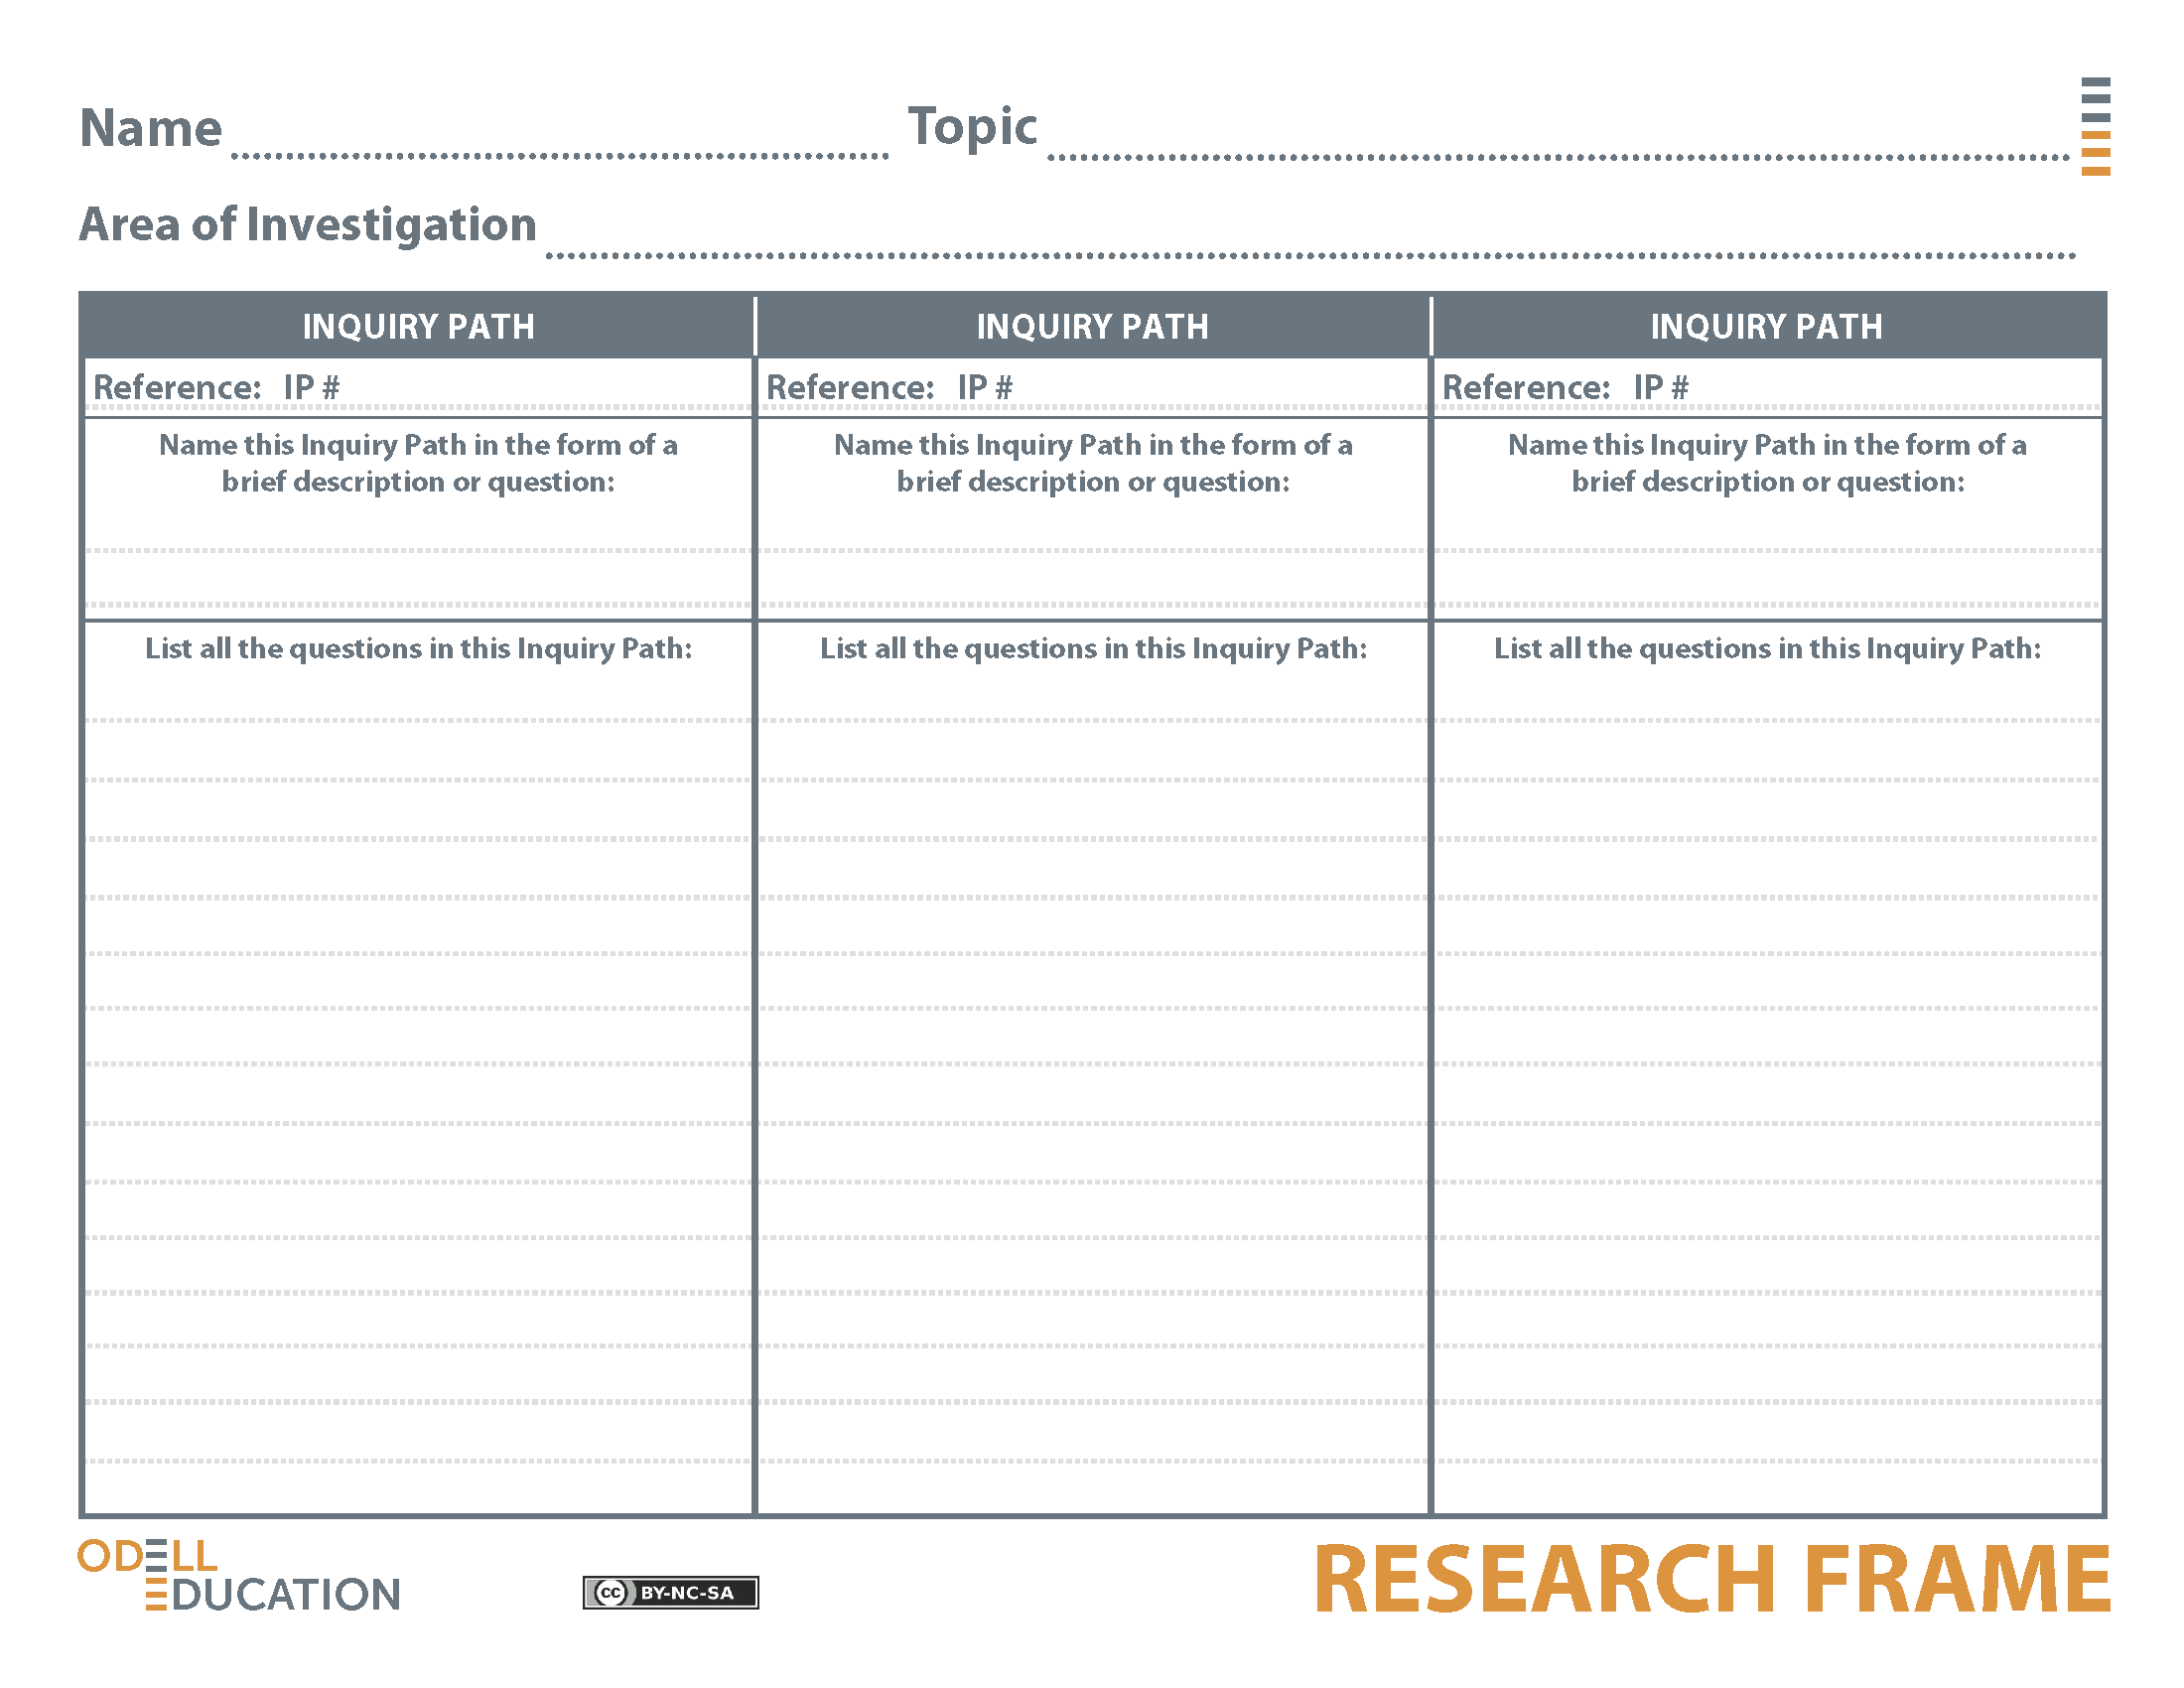 Name
Topic
Area of Investigation
INQUIRY PATH
INQUIRY PATH
INQUIRY PATH
Reference: IP #
Reference: IP #
Reference: IP #
Name this Inquiry Path in the form of a
brief description or question:
Name this Inquiry Path in the form of a
brief description or question:
Name this Inquiry Path in the form of a
brief description or question:
List all the questions in this Inquiry Path:
List all the questions in this Inquiry Path:
List all the questions in this Inquiry Path:
ODELL
EDUCATION
cc BY-NC-SA
RESEARCH FRAME